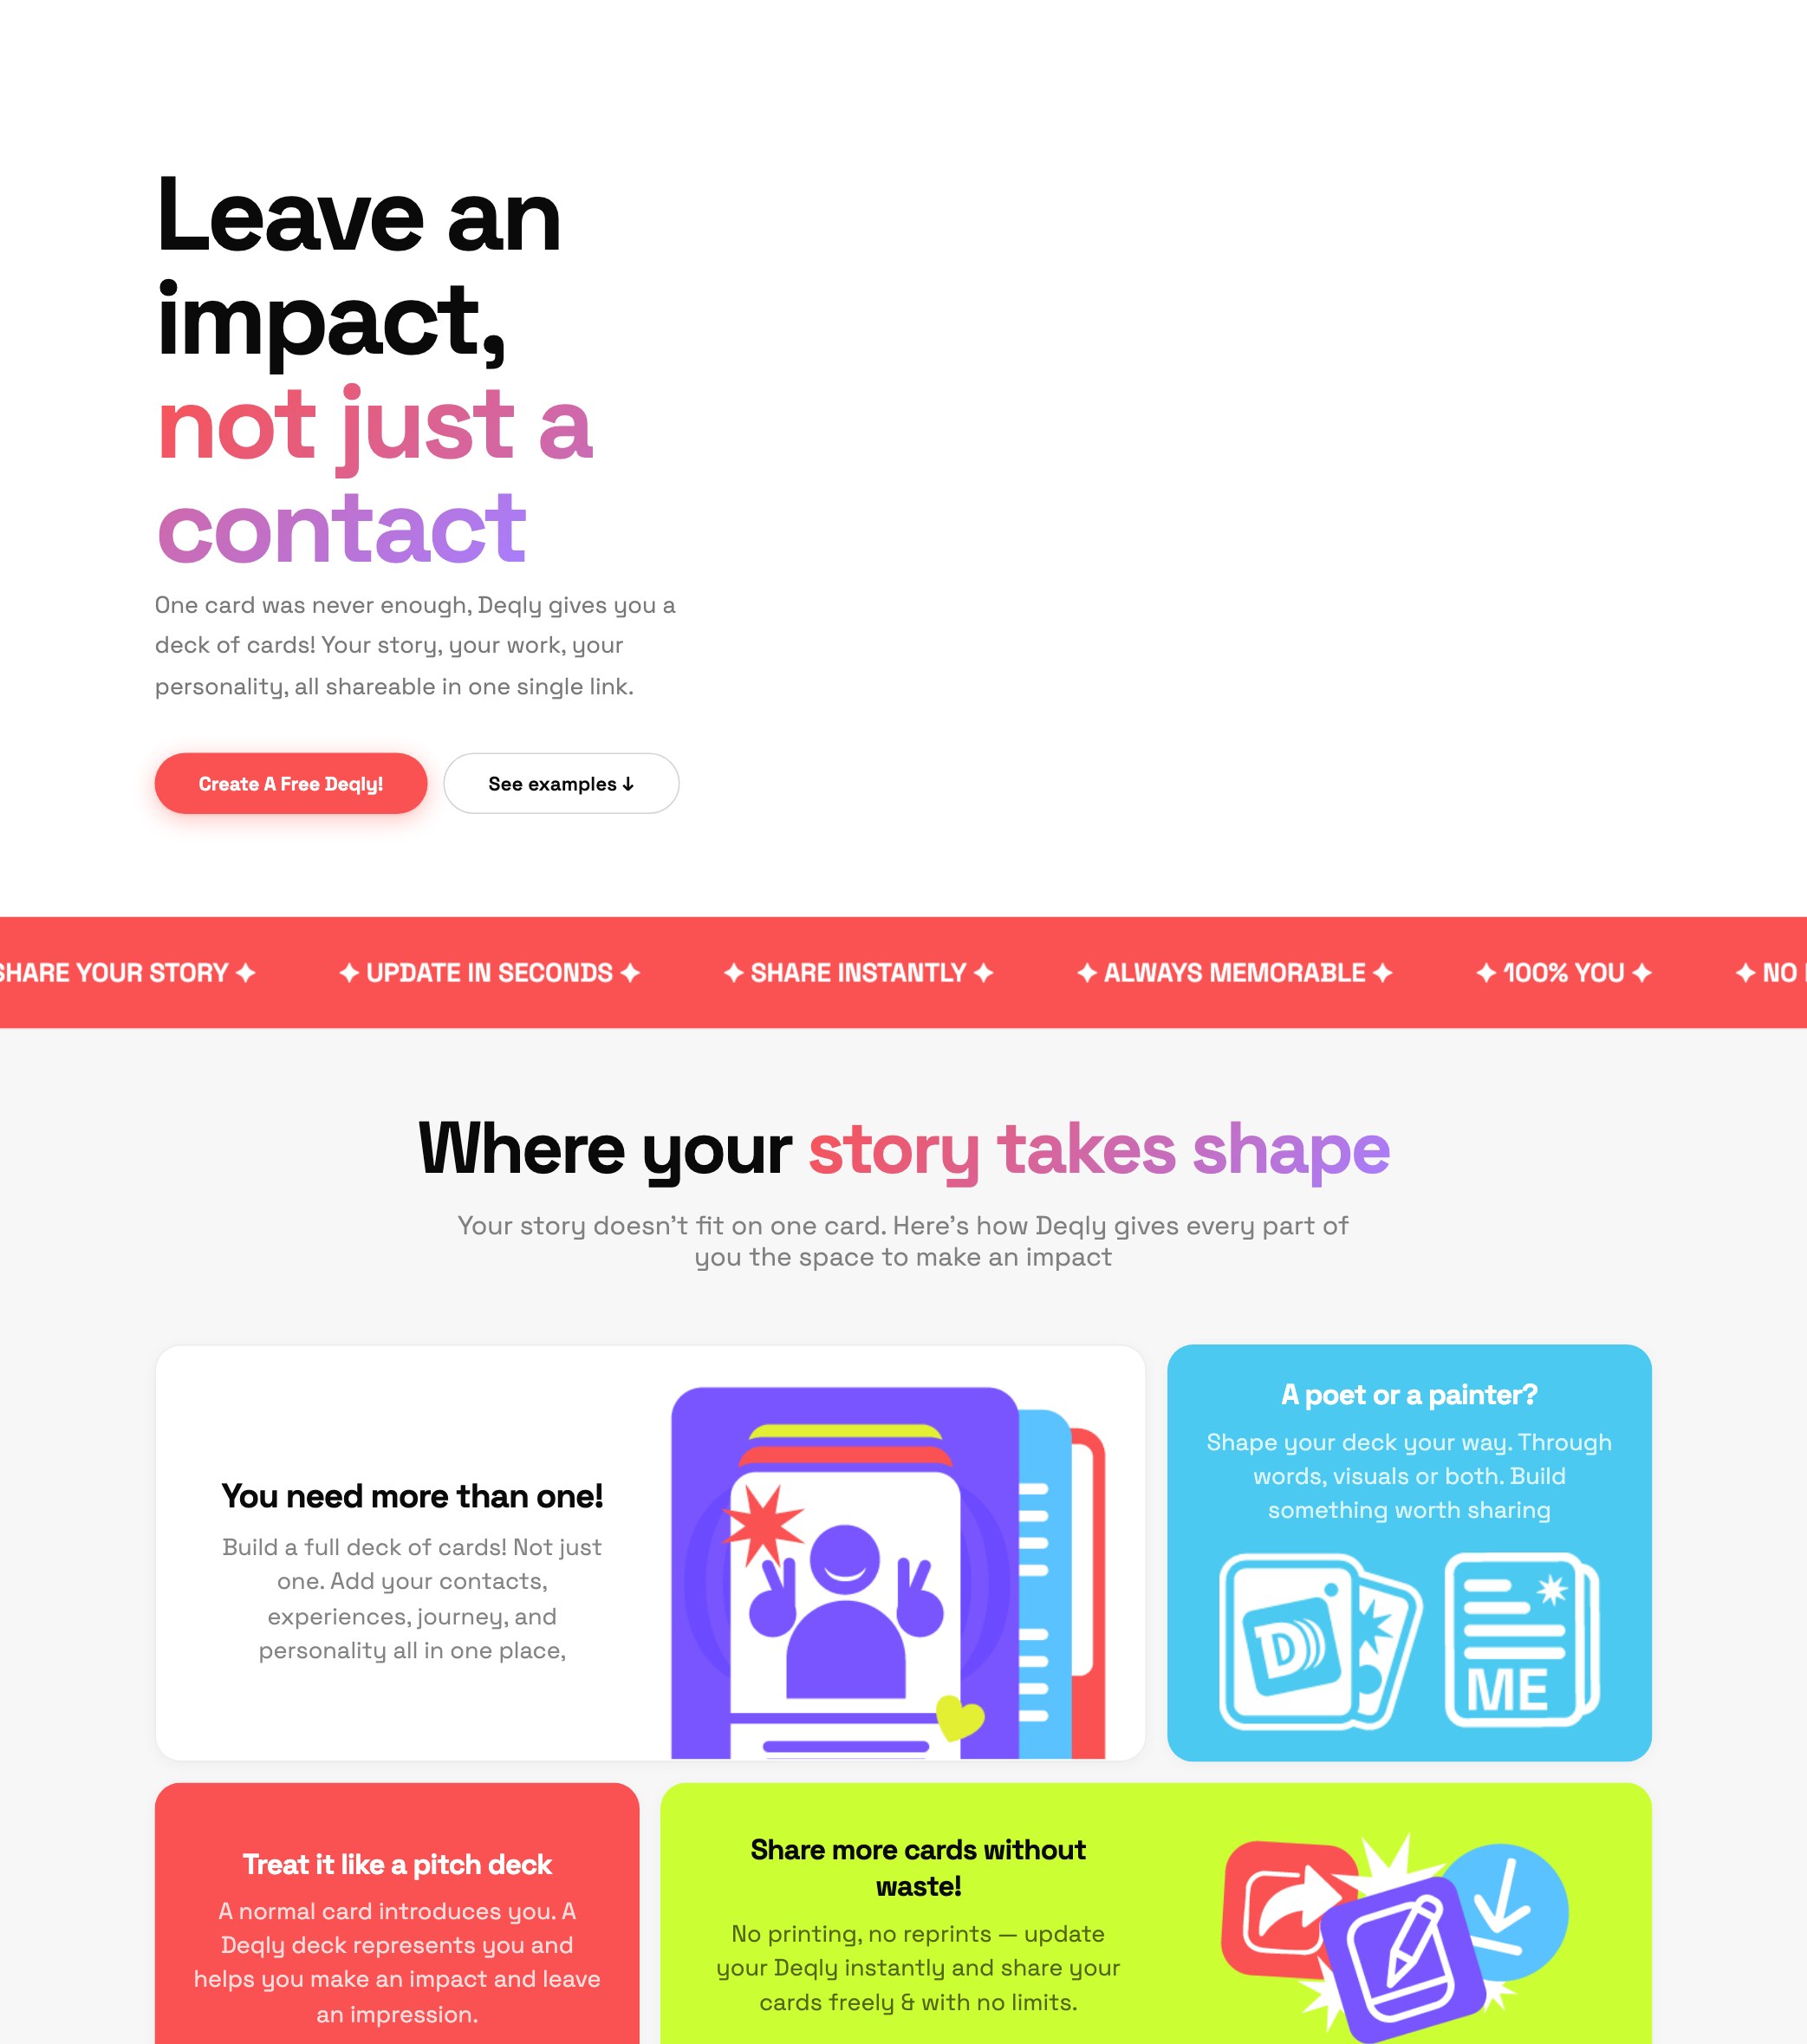 Leave an
impact,
not just a
contact
One card was never enough, Deqly gives you a
deck of cards! Your story, your work, your
personality, all shareable in one single link.
Create A Free Deqly!
See examples ↓
SHARE YOUR STORY ✦ ✦ UPDATE IN SECONDS ✦ ✦ SHARE INSTANTLY ✦ ✦ ALWAYS MEMORABLE ✦ ✦ 100% YOU ✦ ✦ NO
Where your story takes shape
Your story doesn’t fit on one card. Here’s how Deqly gives every part of
you the space to make an impact
You need more than one!
Build a full deck of cards! Not just
one. Add your contacts,
experiences, journey, and
personality all in one place,
A poet or a painter?
Shape your deck your way. Through
words, visuals or both. Build
something worth sharing
D
ME
Treat it like a pitch deck
A normal card introduces you. A
Deqly deck represents you and
helps you make an impact and leave
an impression.
Share more cards without
waste!
No printing, no reprints — update
your Deqly instantly and share your
cards freely & with no limits.